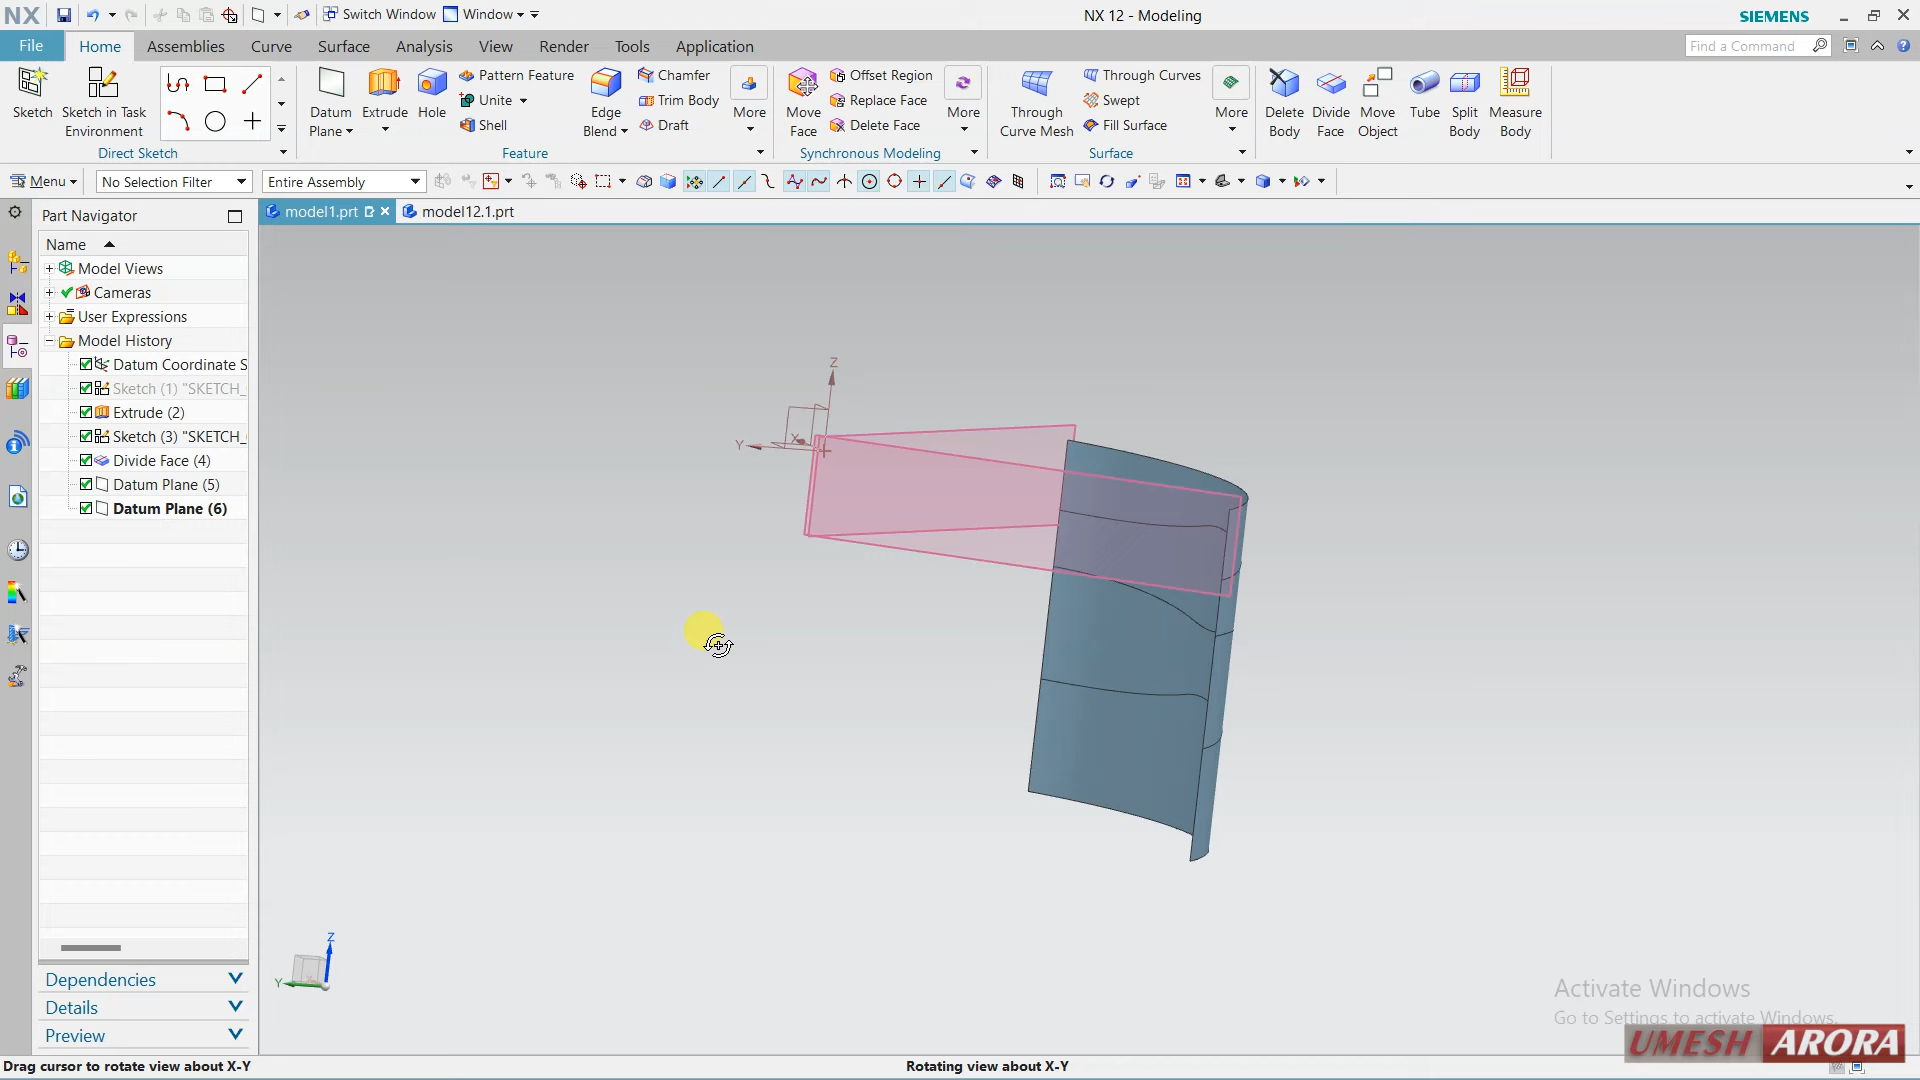 NX
Switch Window
Window
NX 12 - Modeling
SIEMENS
File
Home
Assemblies
Curve
Surface
Analysis
View
Render
Tools
Application
Find a Command
Sketch
Sketch in Task
Environment
Direct Sketch
Datum
Plane
Extrude
Hole
Pattern Feature
Unite
Shell
Edge
Blend
Chamfer
Trim Body
Draft
More
Feature
Move
Face
Offset Region
Replace Face
Delete Face
More
Synchronous Modeling
Through
Curve Mesh
Through Curves
Swept
Fill Surface
More
Surface
Delete
Body
Divide
Face
Move
Object
Tube
Split
Body
Measure
Body
Menu
No Selection Filter
Entire Assembly
Part Navigator
model1.prt
model12.1.prt
Name
Model Views
Cameras
User Expressions
Model History
Datum Coordinate S
Sketch (1) "SKETCH_
Extrude (2)
Sketch (3) "SKETCH_
Divide Face (4)
Datum Plane (5)
Datum Plane (6)
Z
Y
X
Z
Y
Dependencies
Details
Preview
Activate Windows
Go to Settings to activate Windows.
UMESH ARORA
Drag cursor to rotate view about X-Y
Rotating view about X-Y